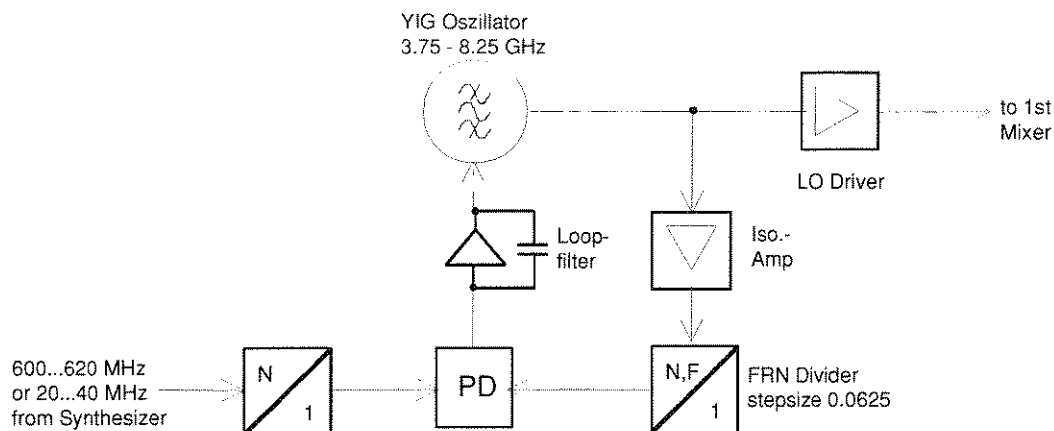 YIG Oszillator
3.75 - 8.25 GHz
to 1st
Mixer
LO Driver
Loop-
filter
Iso.-
Amp
600...620 MHz
or 20...40 MHz
from Synthesizer
N
1
PD
N,F
1
FRN Divider
stepsize 0.0625